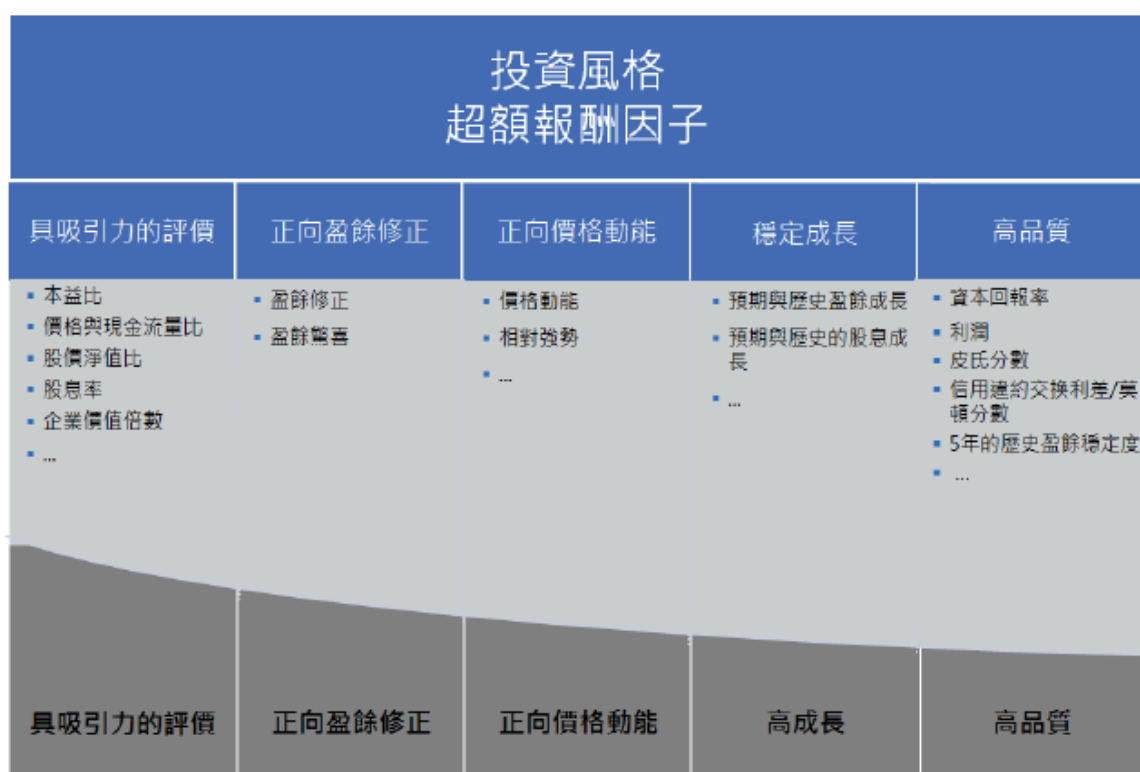 投資風格
超額報酬因子
具吸引力的評價
正向盈餘修正
正向價格動能
穩定成長
高品質
本益比
價格與現金流量比
股價淨值比
股息率
企業價值倍數
...
盈餘修正
盈餘驚喜
價格動能
相對強勢
...
預期與歷史盈餘成長
預期與歷史的股息成
長
...
資本回報率
利潤
皮氏分數
信用違約交換利差/莫
頓分數
5年的歷史盈餘穩定度
...
具吸引力的評價
正向盈餘修正
正向價格動能
高成長
高品質